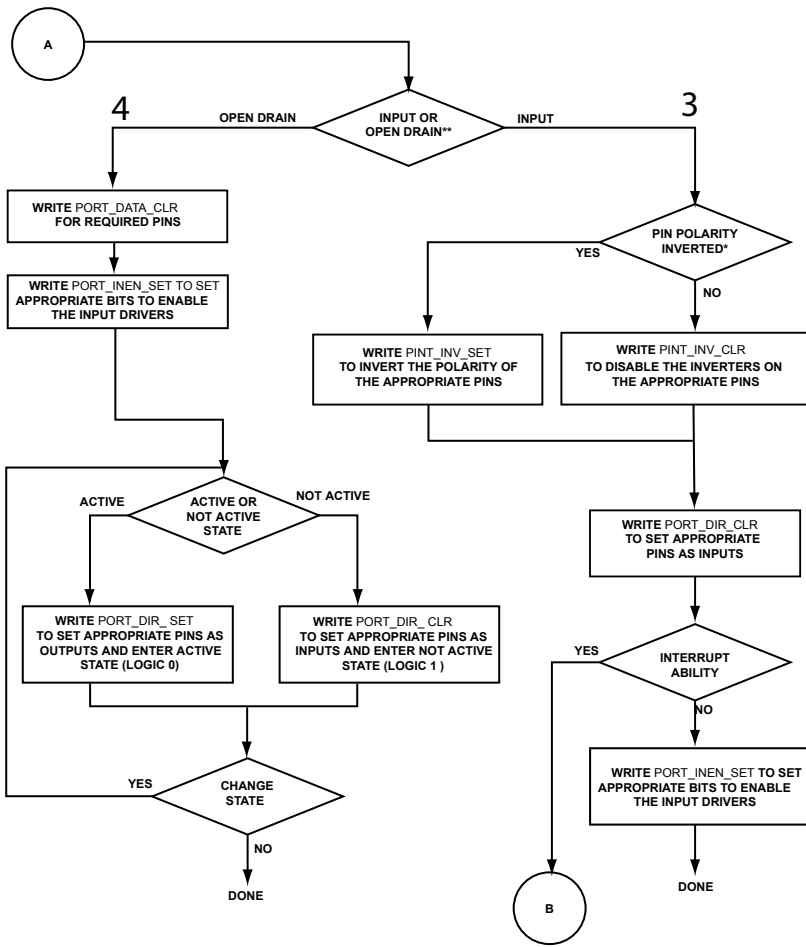 A
4
3
OPEN DRAIN
INPUT OR
OPEN DRAIN**
INPUT
WRITE PORT_DATA_CLR
FOR REQUIRED PINS
PIN POLARITY
INVERTED*
YES
NO
WRITE PORT_INEN_SET TO SET
APPROPRIATE BITS TO ENABLE
THE INPUT DRIVERS
WRITE PINT_INV_SET
TO INVERT THE POLARITY OF
THE APPROPRIATE PINS
WRITE PINT_INV_CLR
TO DISABLE THE INVERTERS ON
THE APPROPRIATE PINS
ACTIVE
ACTIVE OR
NOT ACTIVE
STATE
NOT ACTIVE
WRITE PORT_DIR_CLR
TO SET APPROPRIATE
PINS AS INPUTS
WRITE PORT_DIR_ SET
TO SET APPROPRIATE PINS AS
OUTPUTS AND ENTER ACTIVE
STATE (LOGIC 0)
WRITE PORT_DIR_ CLR
TO SET APPROPRIATE PINS AS
INPUTS AND ENTER NOT ACTIVE
STATE (LOGIC 1 )
YES
INTERRUPT
ABILITY
NO
YES
CHANGE
STATE
NO
DONE
WRITE PORT_INEN_SET TO SET
APPROPRIATE BITS TO ENABLE
THE INPUT DRIVERS
DONE
B